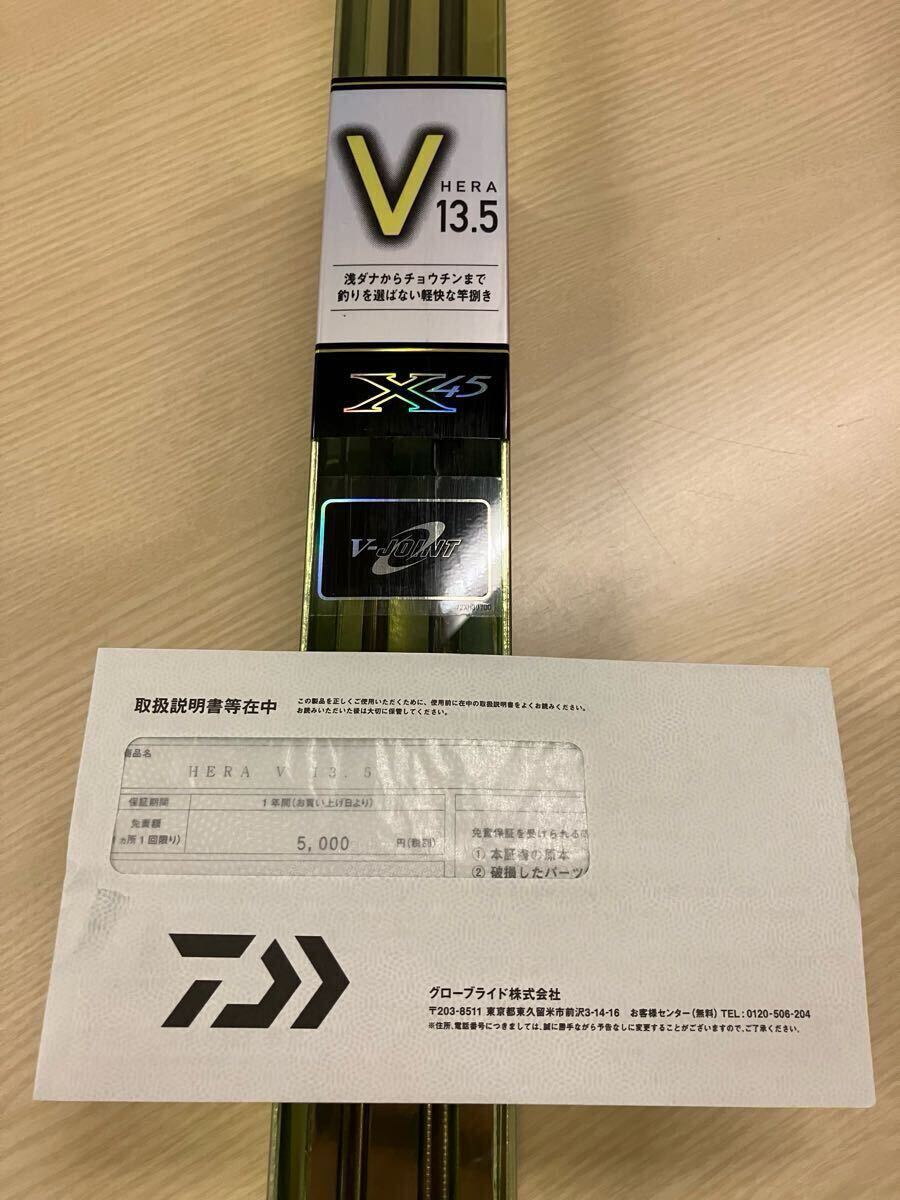 V
HERA
13.5
浅ダナからチョウチンまで
釣りを選ばない軽快な竿捌き
X45
V-JOINT
取扱説明書等在中
この製品を正しくご使用いただくために、使用前に在中の取扱説明書をよくお読みください。
お読みいただいた後は大切に保管してください。
商品名
HERA V 13.5
保証期間
1年間(お買い上げ日より)
免責額
カ所1回限り)
5,000 円(税別)
免責保証を受けられる
① 本証書の原本
② 破損したパーツ
グローブライド株式会社
〒203-8511 東京都東久留米市前沢3-14-16 お客様センター(無料) TEL:0120-506-204
※住所、電話番号につきましては、誠に勝手ながら予告なしに変更することがございますので、ご了承ください。